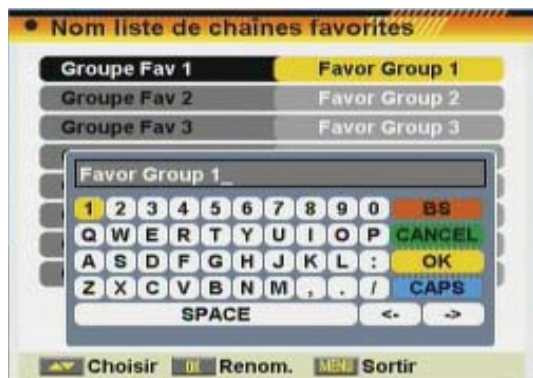 Nom liste de chaînes favorites
Groupe Fav 1 Favor Group 1
Groupe Fav 2 Favor Group 2
Groupe Fav 3 Favor Group 3
Favor Group 1_
1 2 3 4 5 6 7 8 9 0 BS
Q W E R T Y U I O P CANCEL
A S D F G H J K L : OK
Z X C V B N M , . / CAPS
SPACE <- ->
Choisir OK Renom. MENU Sortir